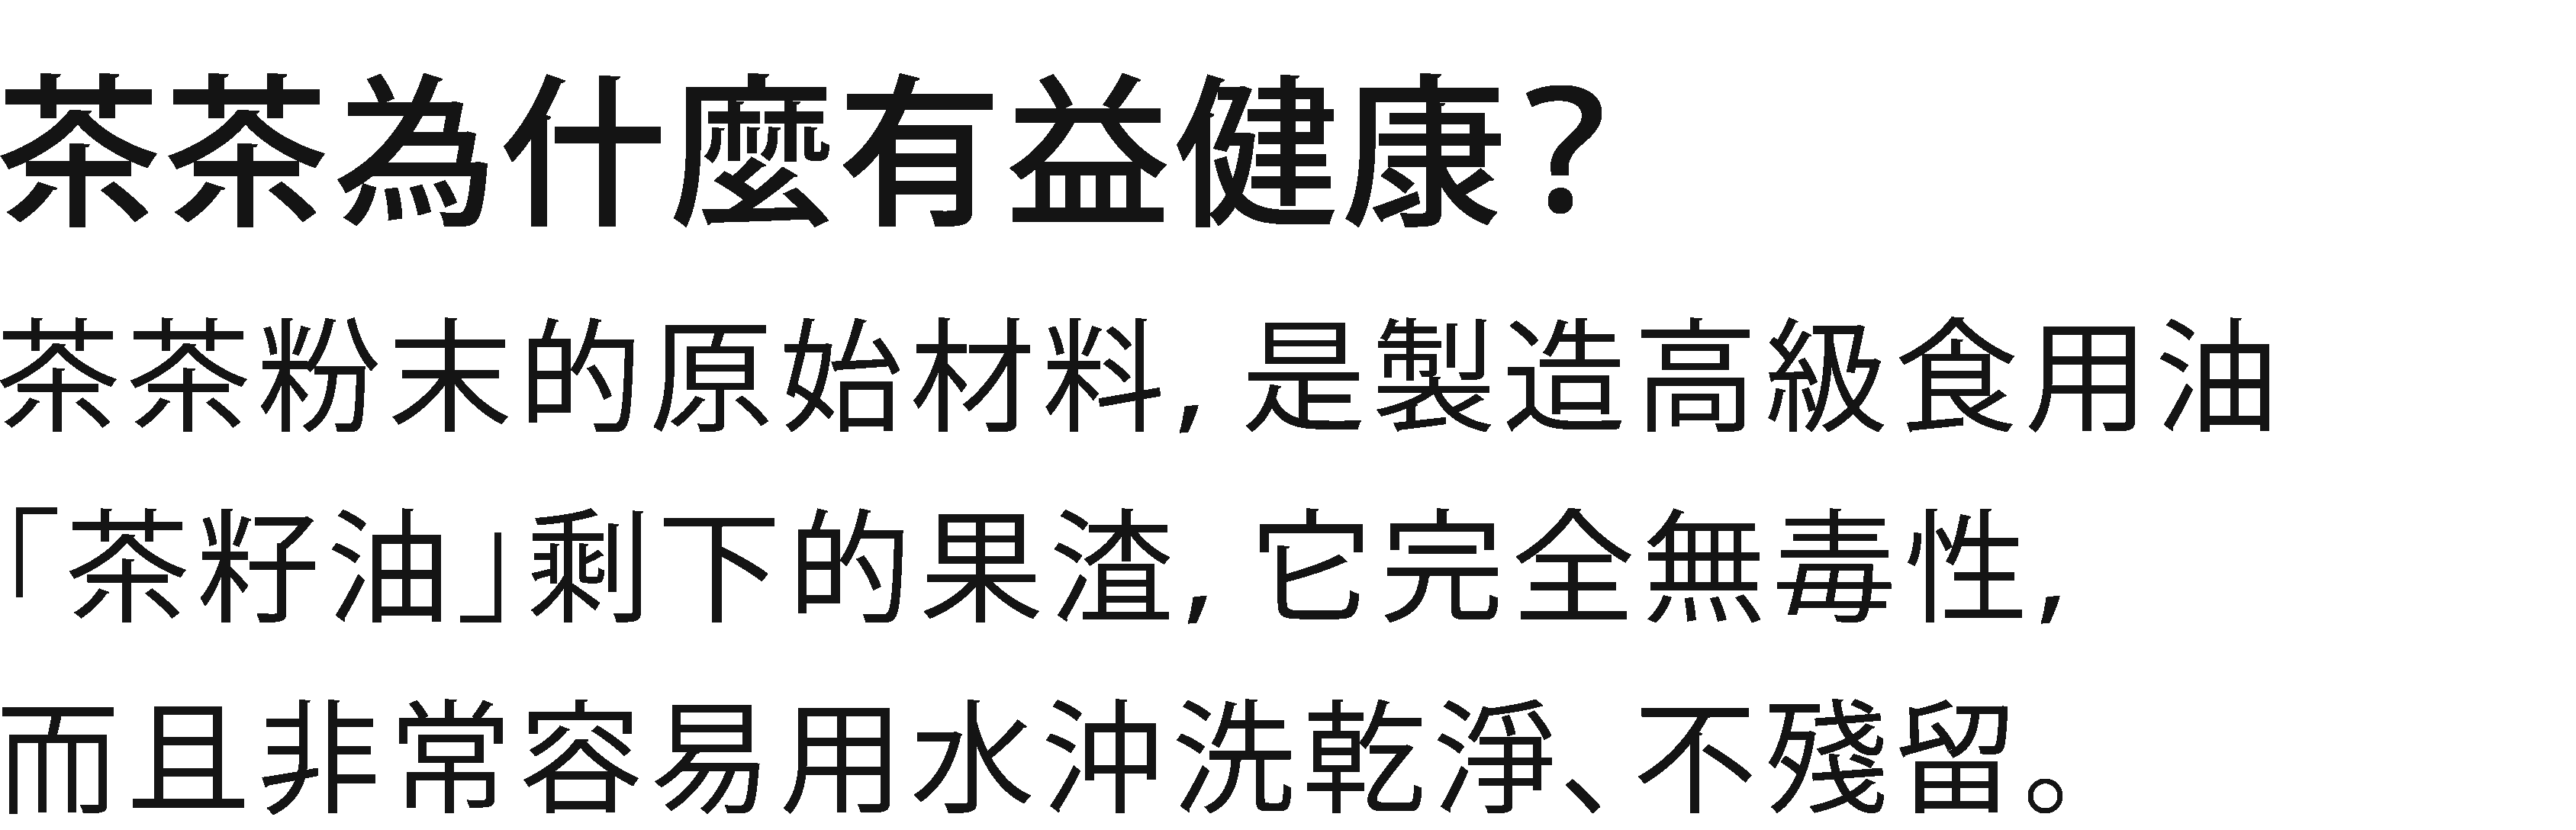 茶茶為什麼有益健康？
茶茶粉末的原始材料，是製造高級食用油
「茶籽油」剩下的果渣，它完全無毒性，
而且非常容易用水沖洗乾淨、不殘留。